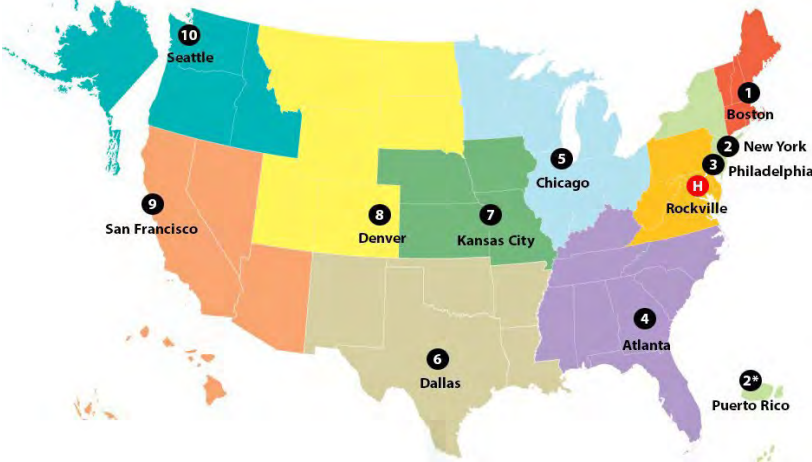 10
Seattle
1
Boston
2 New York
3 Philadelphia
5
Chicago
H
Rockville
9
San Francisco
8
Denver
7
Kansas City
4
Atlanta
6
Dallas
2*
Puerto Rico